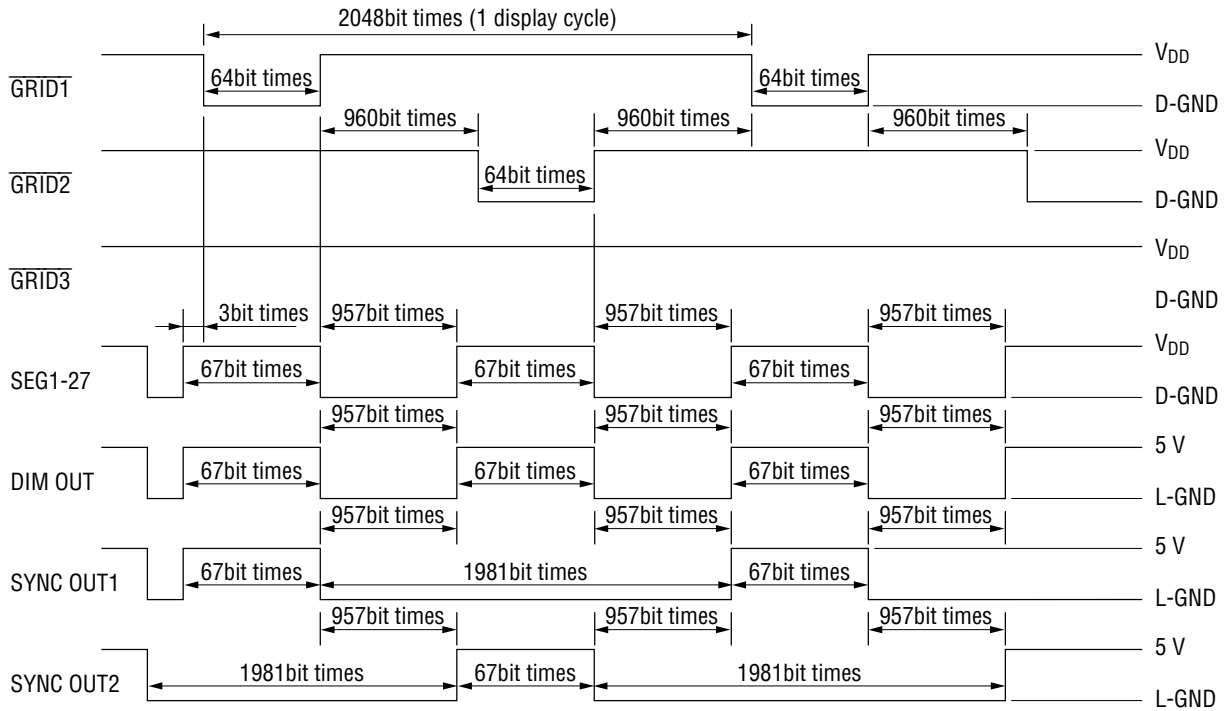 2048bit times (1 display cycle)
GRID1
64bit times
64bit times
VDD
D-GND
960bit times
960bit times
960bit times
GRID2
64bit times
VDD
D-GND
GRID3
VDD
D-GND
3bit times
957bit times
957bit times
957bit times
SEG1-27
67bit times
67bit times
67bit times
VDD
D-GND
957bit times
957bit times
957bit times
DIM OUT
67bit times
67bit times
67bit times
5 V
L-GND
957bit times
957bit times
957bit times
SYNC OUT1
67bit times
1981bit times
67bit times
5 V
L-GND
957bit times
957bit times
957bit times
SYNC OUT2
1981bit times
67bit times
1981bit times
5 V
L-GND